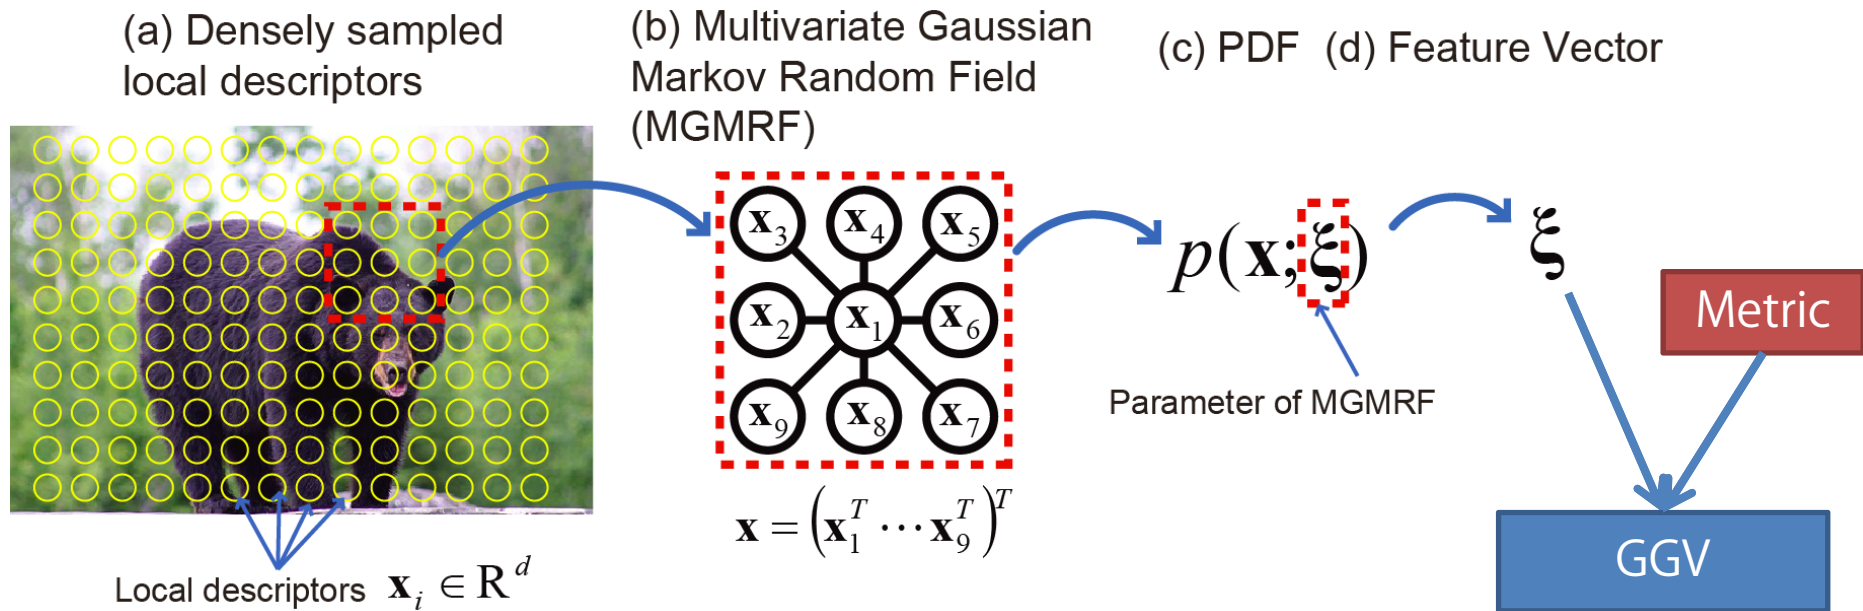 (a) Densely sampled
local descriptors
(b) Multivariate Gaussian
Markov Random Field
(MGMRF)
(c) PDF
(d) Feature Vector
x₃ x₄ x₅
x₂ x₁ x₆
x₉ x₈ x₇
x = (x₁ᵀ ⋯ x₉ᵀ)ᵀ
p(x; ξ)
Parameter of MGMRF
ξ
Metric
GGV
Local descriptors xᵢ ∈ Rᵈ